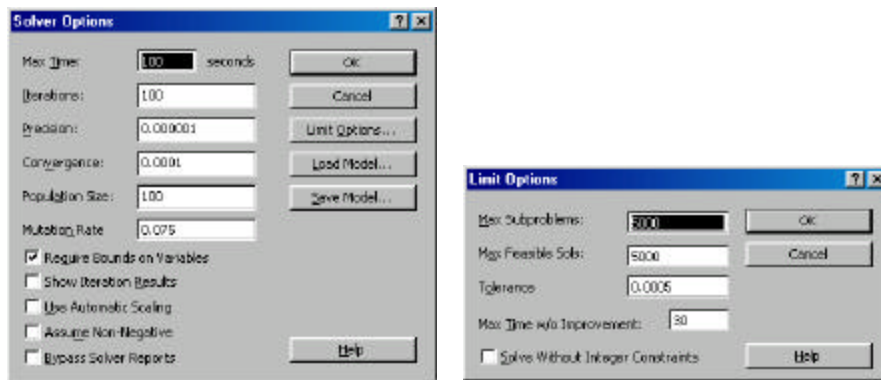 Solver Options
Max Time: 100 seconds OK
Iterations: 100 Cancel
Precision: 0.000001 Limit Options...
Convergence: 0.0001 Load Model...
Population Size: 100 Save Model...
Mutation Rate 0.075
Require Bounds on Variables
Show Iteration Results
Use Automatic Scaling
Assume Non-Negative
Bypass Solver Reports
Help
Limit Options
Max Subproblems: 5000 OK
Max Feasible Sols: 5000 Cancel
Tolerance 0.0005
Max Time w/o Improvement: 30
Solve Without Integer Constraints Help